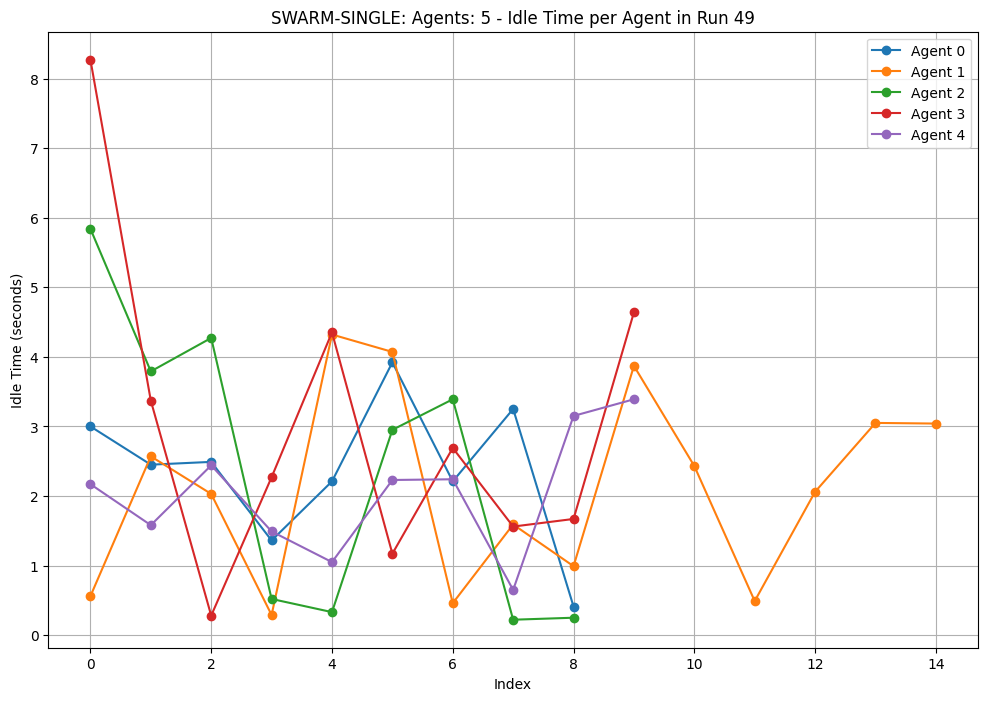 SWARM-SINGLE: Agents: 5 - Idle Time per Agent in Run 49
Agent 0
Agent 1
Agent 2
Agent 3
Agent 4
Idle Time (seconds)
8
7
6
5
4
3
2
1
0
0 2 4 6 8 10 12 14
Index